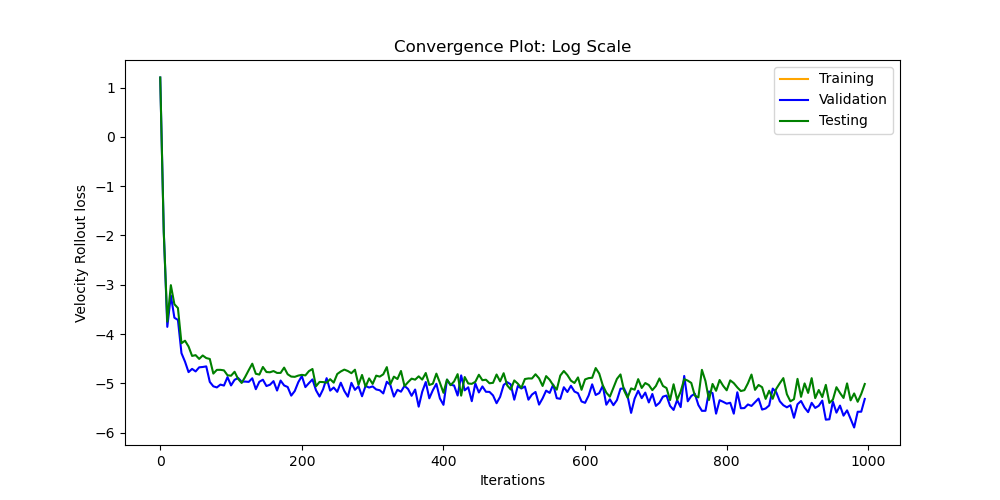 Convergence Plot: Log Scale
Training
Validation
Testing
Velocity Rollout loss
1
0
−1
−2
−3
−4
−5
−6
0
200
400
600
800
1000
Iterations